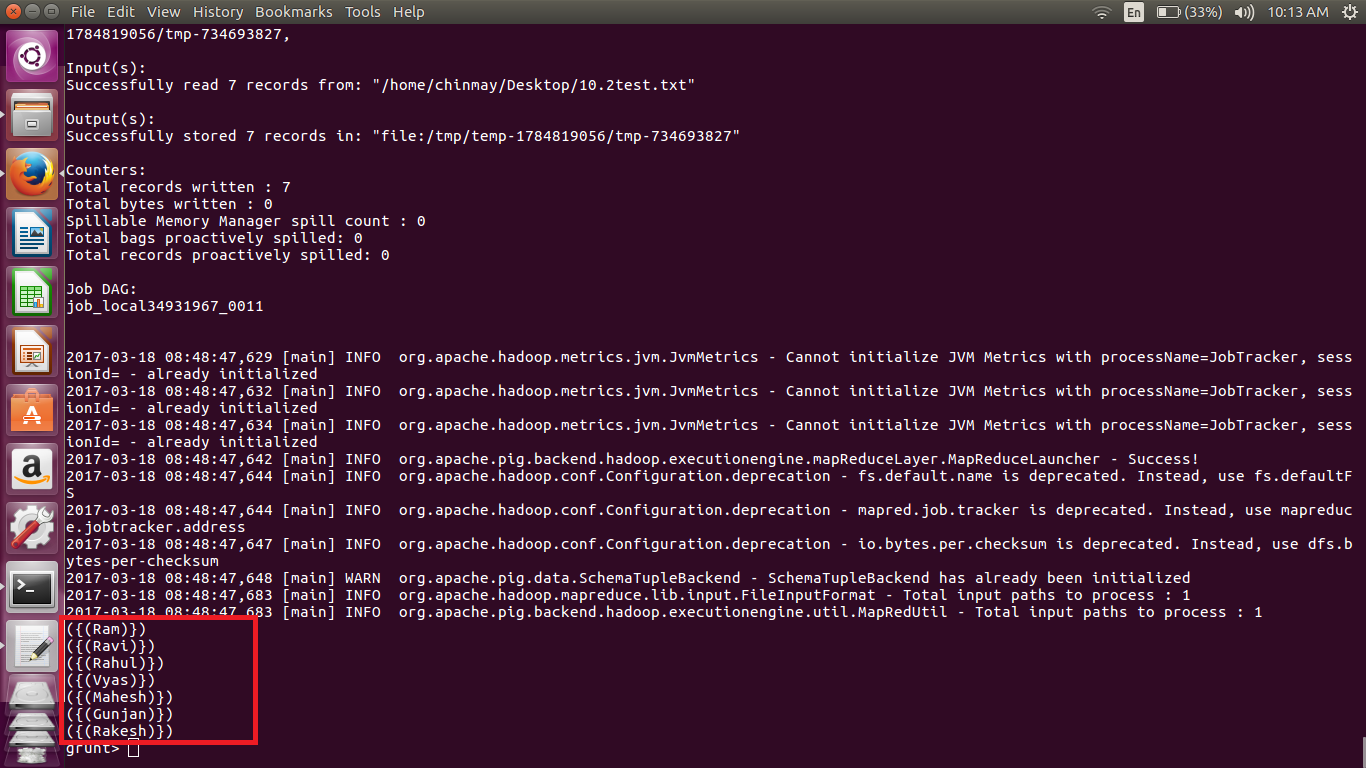 File Edit View History Bookmarks Tools Help En (33%) 10:13 AM
1784819056/tmp-734693827,
Input(s):
Successfully read 7 records from: "/home/chinmay/Desktop/10.2test.txt"
Output(s):
Successfully stored 7 records in: "file:/tmp/temp-1784819056/tmp-734693827"
Counters:
Total records written : 7
Total bytes written : 0
Spillable Memory Manager spill count : 0
Total bags proactively spilled: 0
Total records proactively spilled: 0
Job DAG:
job_local34931967_0011
2017-03-18 08:48:47,629 [main] INFO  org.apache.hadoop.metrics.jvm.JvmMetrics - Cannot initialize JVM Metrics with processName=JobTracker, sess
ionId= - already initialized
2017-03-18 08:48:47,632 [main] INFO  org.apache.hadoop.metrics.jvm.JvmMetrics - Cannot initialize JVM Metrics with processName=JobTracker, sess
ionId= - already initialized
2017-03-18 08:48:47,634 [main] INFO  org.apache.hadoop.metrics.jvm.JvmMetrics - Cannot initialize JVM Metrics with processName=JobTracker, sess
ionId= - already initialized
2017-03-18 08:48:47,642 [main] INFO  org.apache.pig.backend.hadoop.executionengine.mapReduceLayer.MapReduceLauncher - Success!
2017-03-18 08:48:47,644 [main] INFO  org.apache.hadoop.conf.Configuration.deprecation - fs.default.name is deprecated. Instead, use fs.defaultF
S
2017-03-18 08:48:47,644 [main] INFO  org.apache.hadoop.conf.Configuration.deprecation - mapred.job.tracker is deprecated. Instead, use mapreduc
e.jobtracker.address
2017-03-18 08:48:47,647 [main] INFO  org.apache.hadoop.conf.Configuration.deprecation - io.bytes.per.checksum is deprecated. Instead, use dfs.b
ytes-per-checksum
2017-03-18 08:48:47,648 [main] WARN  org.apache.pig.data.SchemaTupleBackend - SchemaTupleBackend has already been initialized
2017-03-18 08:48:47,683 [main] INFO  org.apache.hadoop.mapreduce.lib.input.FileInputFormat - Total input paths to process : 1
2017-03-18 08:48:47,683 [main] INFO  org.apache.pig.backend.hadoop.executionengine.util.MapRedUtil - Total input paths to process : 1
({(Ram)})
({(Ravi)})
({(Rahul)})
({(Vyas)})
({(Mahesh)})
({(Gunjan)})
({(Rakesh)})
grunt>